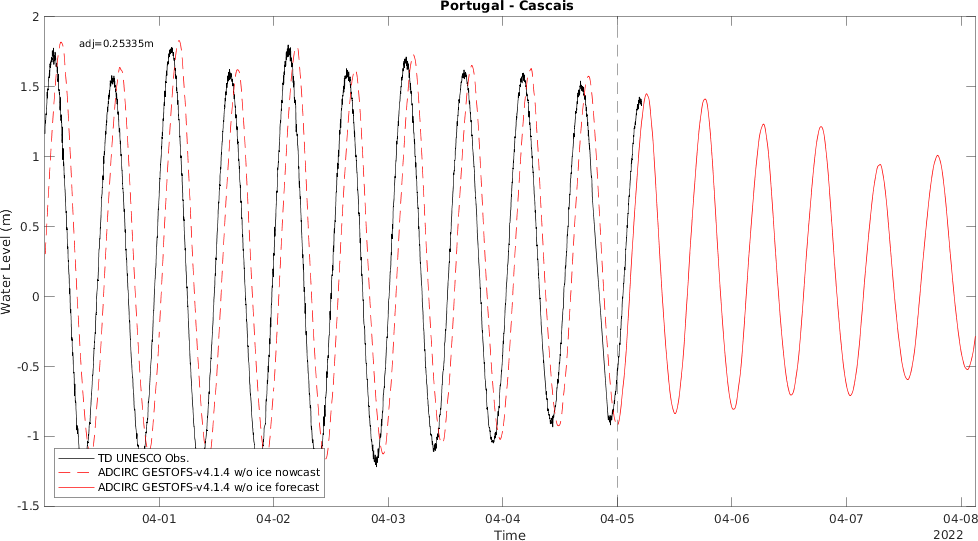 Portugal - Cascais
adj=0.25335m
2
1.5
1
0.5
0
-0.5
-1
-1.5
Water Level (m)
TD UNESCO Obs.
ADCIRC GESTOFS-v4.1.4 w/o ice nowcast
ADCIRC GESTOFS-v4.1.4 w/o ice forecast
04-01 04-02 04-03 04-04 04-05 04-06 04-07 04-08
Time
2022